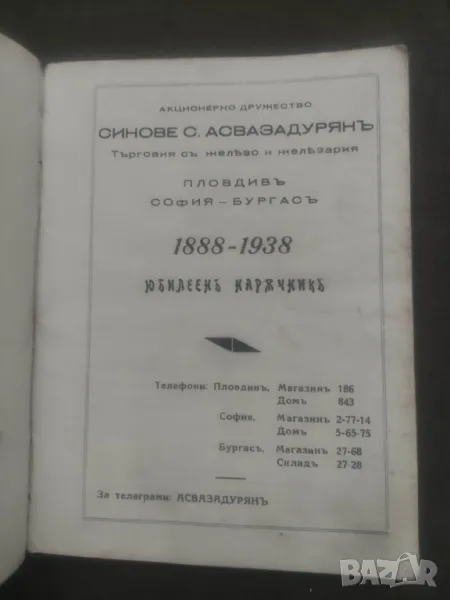 АКЦИОНЕРНО ДРУЖЕСТВО
СИНОВЕ С. АСВАЗАДУРЯНЪ
Търговия съ желѣзо и желѣзария
ПЛОВДИВЪ
СОФИЯ – БУРГАСЪ
1888-1938
ЮБИЛЕЕНЪ НАРѪЧНИКЪ
Телефони: Пловдивъ, Магазинъ 186
Домъ 843
София, Магазинъ 2-77-14
Домъ 5-65-75
Бургасъ, Магазинъ 27-68
Складъ 27-28
За телеграми: АСВАЗАДУРЯНЪ
BAZAR